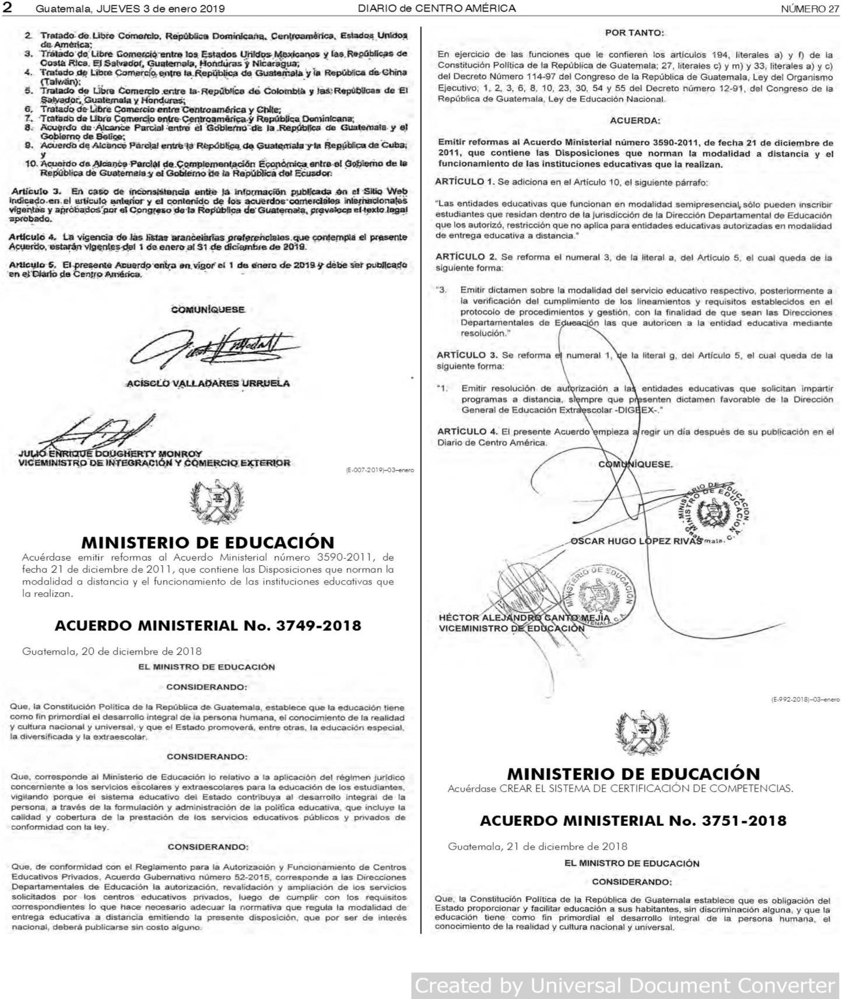 2 Guatemala, JUEVES 3 de enero 2019 DIARIO de CENTRO AMÉRICA NÚMERO 27
2. Tratado de Libre Comercio, República Dominicana, Centroamérica, Estados Unidos
de América;
3. Tratado de Libre Comercio entre los Estados Unidos Mexicanos y las Repúblicas de
Costa Rica, El Salvador, Guatemala, Honduras y Nicaragua;
4. Tratado de Libre Comercio entre la República de Guatemala y la República de China
(Taiwán);
5. Tratado de Libre Comercio entre la República de Colombia y las Repúblicas de El
Salvador, Guatemala y Honduras;
6. Tratado de Libre Comercio entre Centroamérica y Chile;
7. Tratado de Libre Comercio entre Centroamérica y República Dominicana;
8. Acuerdo de Alcance Parcial entre el Gobierno de la República de Guatemala y el
Gobierno de Belice;
9. Acuerdo de Alcance Parcial entre la República de Guatemala y la República de Cuba;
y
10. Acuerdo de Alcance Parcial de Complementación Económica entre el Gobierno de la
República de Guatemala y el Gobierno de la República del Ecuador.
Artículo 3. En caso de inconsistencia entre la información publicada en el Sitio Web
indicado en el artículo anterior y el contenido de los acuerdos comerciales internacionales
vigentes y aprobados por el Congreso de la República de Guatemala, prevalece el texto legal
aprobado.
Artículo 4. La vigencia de las listas arancelarias preferenciales que contempla el presente
Acuerdo, estarán vigentes del 1 de enero al 31 de diciembre de 2019.
Artículo 5. El presente Acuerdo entra en vigor el 1 de enero de 2019 y debe ser publicado
en el Diario de Centro América.
COMUNÍQUESE
ACISCLO VALLADARES URRUELA
JULIO ENRIQUE DOUGHERTY MONROY
VICEMINISTRO DE INTEGRACIÓN Y COMERCIO EXTERIOR
(E-007-2019)–03–enero
MINISTERIO DE EDUCACIÓN
Acuérdase emitir reformas al Acuerdo Ministerial número 3590-2011, de
fecha 21 de diciembre de 2011, que contiene las Disposiciones que norman la
modalidad a distancia y el funcionamiento de las instituciones educativas que
la realizan.
ACUERDO MINISTERIAL No. 3749-2018
Guatemala, 20 de diciembre de 2018
EL MINISTRO DE EDUCACIÓN
CONSIDERANDO:
Que, la Constitución Política de la República de Guatemala, establece que la educación tiene
como fin primordial el desarrollo integral de la persona humana, el conocimiento de la realidad
y cultura nacional y universal, y que el Estado promoverá, entre otras, la educación especial,
la diversificada y la extraescolar.
CONSIDERANDO:
Que, corresponde al Ministerio de Educación lo relativo a la aplicación del régimen jurídico
concerniente a los servicios escolares y extraescolares para la educación de los estudiantes,
vigilando porque el sistema educativo del Estado contribuya al desarrollo integral de la
persona, a través de la formulación y administración de la política educativa, que incluye la
calidad y cobertura de la prestación de los servicios educativos públicos y privados de
conformidad con la ley.
CONSIDERANDO:
Que, de conformidad con el Reglamento para la Autorización y Funcionamiento de Centros
Educativos Privados, Acuerdo Gubernativo número 52-2015, corresponde a las Direcciones
Departamentales de Educación la autorización, revalidación y ampliación de los servicios
solicitados por los centros educativos privados, luego de cumplir con los requisitos
correspondientes lo que hace necesario adecuar la normativa que regula la modalidad de
entrega educativa a distancia emitiendo la presente disposición, que por ser de interés
nacional, deberá publicarse sin costo alguno.
POR TANTO:
En ejercicio de las funciones que le confieren los artículos 194, literales a) y f) de la
Constitución Política de la República de Guatemala; 27, literales c) y m) y 33, literales a) y c)
del Decreto Número 114-97 del Congreso de la República de Guatemala, Ley del Organismo
Ejecutivo; 1, 2, 3, 6, 8, 10, 23, 30, 54 y 55 del Decreto número 12-91, del Congreso de la
República de Guatemala, Ley de Educación Nacional.
ACUERDA:
Emitir reformas al Acuerdo Ministerial número 3590-2011, de fecha 21 de diciembre de
2011, que contiene las Disposiciones que norman la modalidad a distancia y el
funcionamiento de las instituciones educativas que la realizan.
ARTÍCULO 1. Se adiciona en el Artículo 10, el siguiente párrafo:
"Las entidades educativas que funcionan en modalidad semipresencial, sólo pueden inscribir
estudiantes que residan dentro de la jurisdicción de la Dirección Departamental de Educación
que los autorizó, restricción que no aplica para entidades educativas autorizadas en modalidad
de entrega educativa a distancia."
ARTÍCULO 2. Se reforma el numeral 3, de la literal a, del Artículo 5, el cual queda de la
siguiente forma:
"3. Emitir dictamen sobre la modalidad del servicio educativo respectivo, posteriormente a
la verificación del cumplimiento de los lineamientos y requisitos establecidos en el
protocolo de procedimientos y gestión, con la finalidad de que sean las Direcciones
Departamentales de Educación las que autoricen a la entidad educativa mediante
resolución."
ARTÍCULO 3. Se reforma el numeral 1, de la literal g, del Artículo 5, el cual queda de la
siguiente forma:
"1. Emitir resolución de autorización a las entidades educativas que solicitan impartir
programas a distancia, siempre que presenten dictamen favorable de la Dirección
General de Educación Extraescolar -DIGEEX-."
ARTÍCULO 4. El presente Acuerdo empieza a regir un día después de su publicación en el
Diario de Centro América.
COMUNÍQUESE.
MINISTERIO DE EDUCACIÓN
MINISTRO DE EDUCACIÓN
Guatemala, C. A.
OSCAR HUGO LÓPEZ RIVAS
MINISTERIO DE EDUCACIÓN
GUATEMALA, C. A.
HÉCTOR ALEJANDRO CANTO MEJÍA
VICEMINISTRO DE EDUCACIÓN
(E-992-2018)–03–enero
MINISTERIO DE EDUCACIÓN
Acuérdase CREAR EL SISTEMA DE CERTIFICACIÓN DE COMPETENCIAS.
ACUERDO MINISTERIAL No. 3751-2018
Guatemala, 21 de diciembre de 2018
EL MINISTRO DE EDUCACIÓN
CONSIDERANDO:
Que, la Constitución Política de la República de Guatemala establece que es obligación del
Estado proporcionar y facilitar educación a sus habitantes, sin discriminación alguna, y que la
educación tiene como fin primordial el desarrollo integral de la persona humana, el
conocimiento de la realidad y cultura nacional y universal.
Created by Universal Document Converter